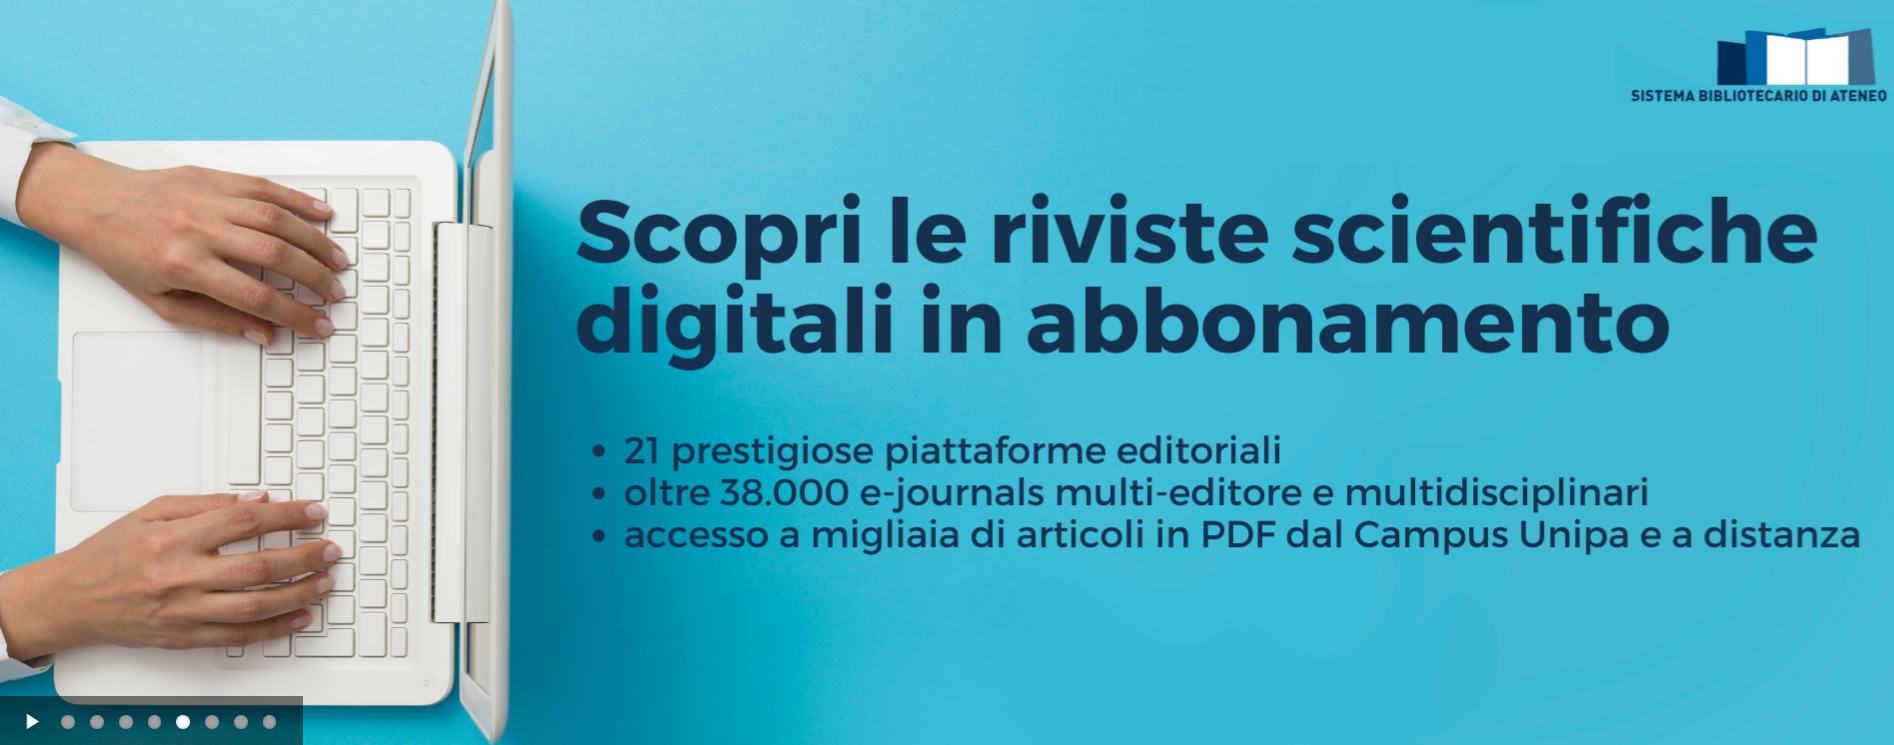 SISTEMA BIBLIOTECARIO DI ATENEO
Scopri le riviste scientifiche
digitali in abbonamento
• 21 prestigiose piattaforme editoriali
• oltre 38.000 e-journals multi-editore e multidisciplinari
• accesso a migliaia di articoli in PDF dal Campus Unipa e a distanza